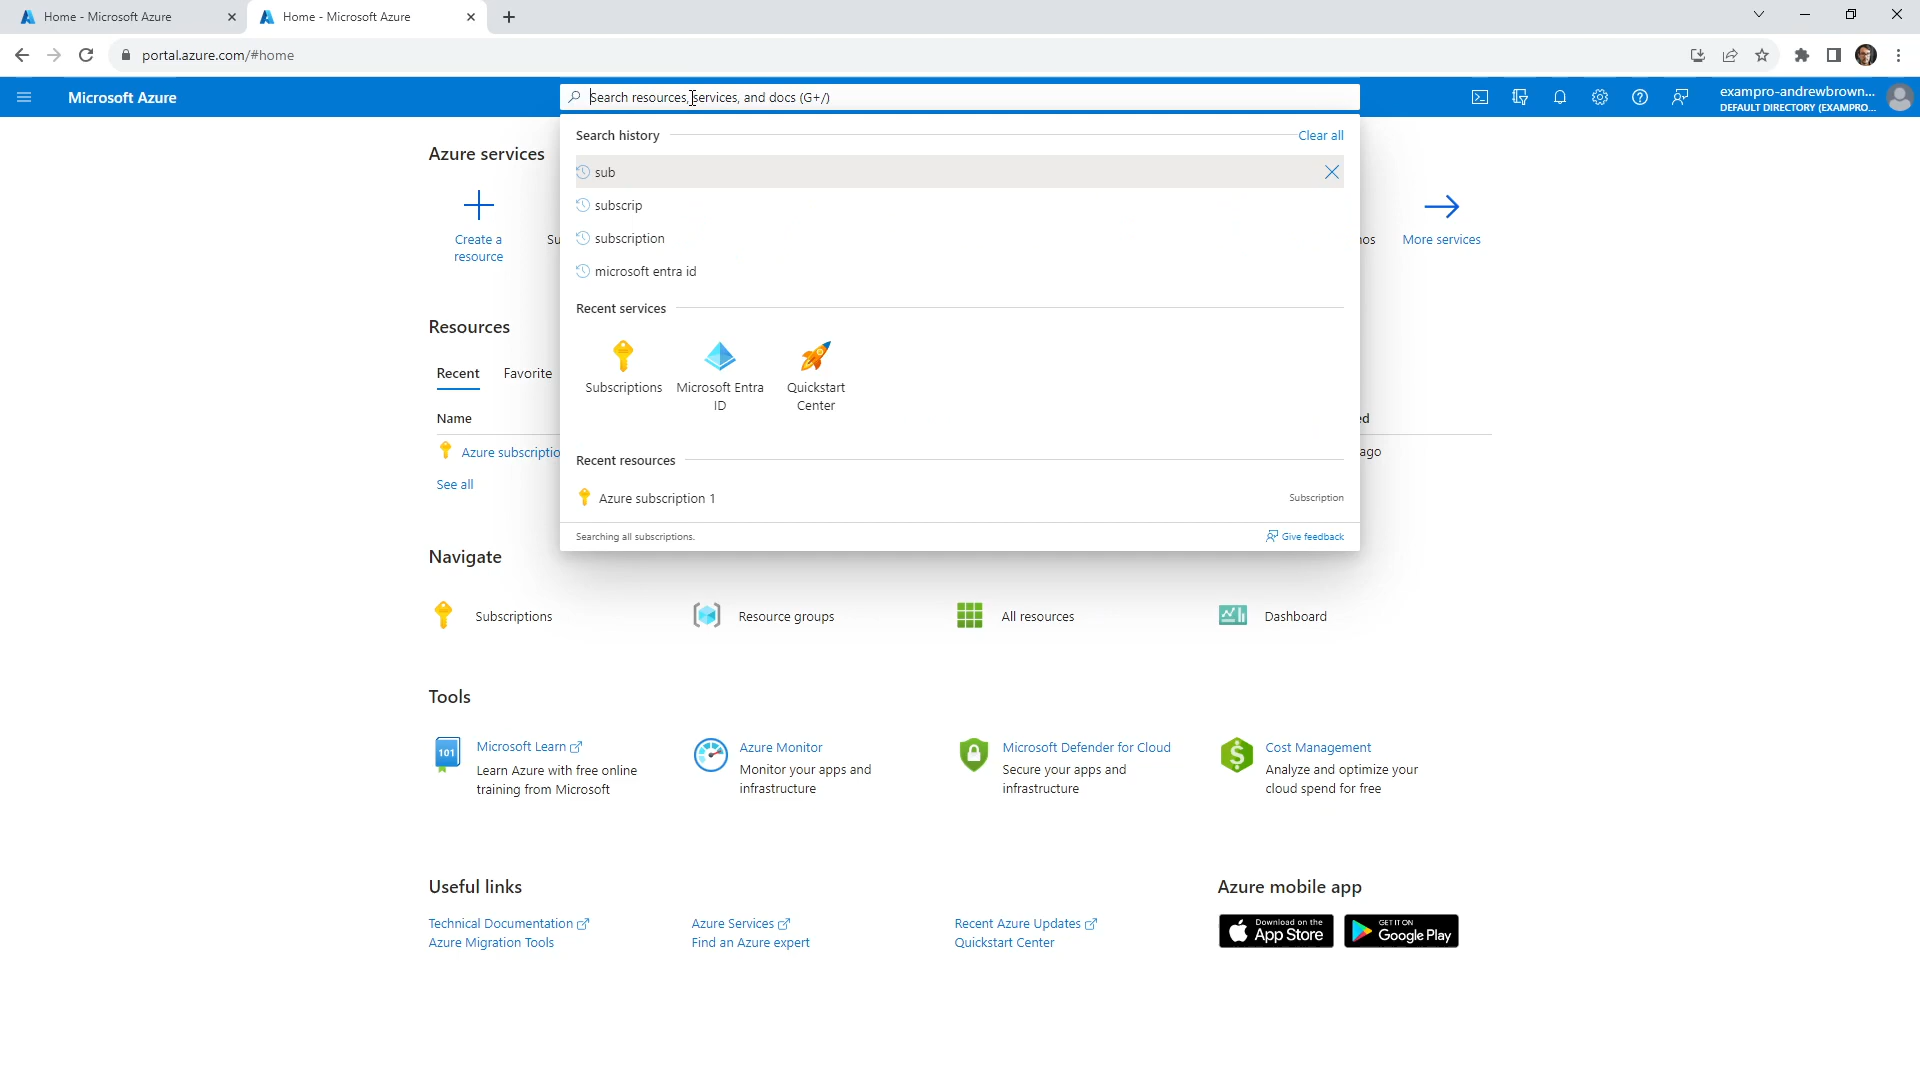 Home - Microsoft Azure
Home - Microsoft Azure
portal.azure.com/#home
Microsoft Azure
Search resources, services, and docs (G+/)
exampro-andrewbrown...
DEFAULT DIRECTORY (EXAMPRO...
Search history
Clear all
sub
subscrip
subscription
microsoft entra id
Recent services
Subscriptions
Microsoft Entra
ID
Quickstart
Center
Recent resources
Azure subscription 1
Subscription
Searching all subscriptions.
Give feedback
Azure services
Create a
resource
Su
nos
More services
Resources
Recent
Favorite
Name
ed
Azure subscriptio
ago
See all
Navigate
Subscriptions
Resource groups
All resources
Dashboard
Tools
101
Microsoft Learn
Learn Azure with free online
training from Microsoft
Azure Monitor
Monitor your apps and
infrastructure
Microsoft Defender for Cloud
Secure your apps and
infrastructure
Cost Management
Analyze and optimize your
cloud spend for free
Useful links
Technical Documentation
Azure Migration Tools
Azure Services
Find an Azure expert
Recent Azure Updates
Quickstart Center
Azure mobile app
Download on the
App Store
GET IT ON
Google Play